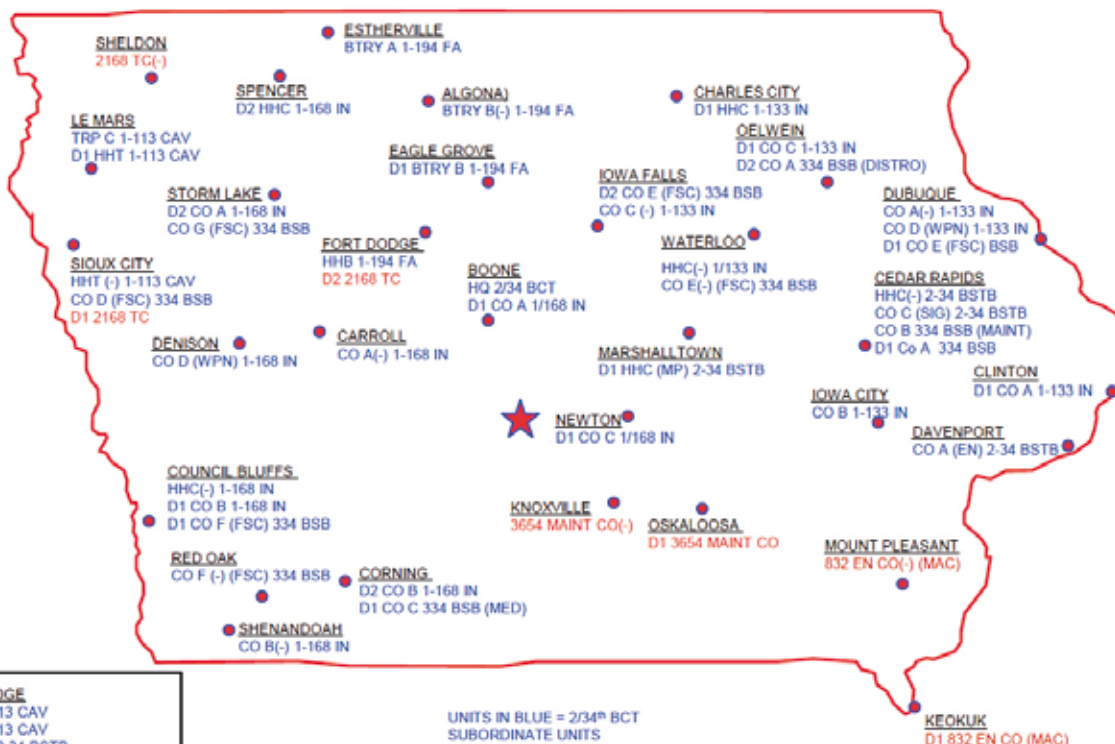 ESTHERVILLE
BTRY A 1-194 FA
SHELDON
2168 TC(-)
SPENCER
D2 HHC 1-168 IN
ALGONA)
BTRY B(-) 1-194 FA
CHARLES CITY
D1 HHC 1-133 IN
LE MARS
TRP C 1-113 CAV
D1 HHT 1-113 CAV
OELWEIN
D1 CO C 1-133 IN
D2 CO A 334 BSB (DISTRO)
EAGLE GROVE
D1 BTRY B 1-194 FA
IOWA FALLS
D2 CO E (FSC) 334 BSB
CO C (-) 1-133 IN
STORM LAKE
D2 CO A 1-168 IN
CO G (FSC) 334 BSB
DUBUQUE
CO A(-) 1-133 IN
CO D (WPN) 1-133 IN
D1 CO E (FSC) BSB
FORT DODGE
HHB 1-194 FA
D2 2168 TC
WATERLOO
HHC(-) 1/133 IN
CO E(-) (FSC) 334 BSB
SIOUX CITY
HHT (-) 1-113 CAV
CO D (FSC) 334 BSB
D1 2168 TC
BOONE
HQ 2/34 BCT
D1 CO A 1/168 IN
CEDAR RAPIDS
HHC(-) 2-34 BSTB
CO C (SIG) 2-34 BSTB
CO B 334 BSB (MAINT)
D1 Co A 334 BSB
DENISON
CO D (WPN) 1-168 IN
CARROLL
CO A(-) 1-168 IN
MARSHALLTOWN
D1 HHC (MP) 2-34 BSTB
CLINTON
D1 CO A 1-133 IN
IOWA CITY
CO B 1-133 IN
NEWTON
D1 CO C 1/168 IN
DAVENPORT
CO A (EN) 2-34 BSTB
COUNCIL BLUFFS
HHC(-) 1-168 IN
D1 CO B 1-168 IN
D1 CO F (FSC) 334 BSB
KNOXVILLE
3654 MAINT CO(-)
OSKALOOSA
D1 3654 MAINT CO
MOUNT PLEASANT
832 EN CO(-) (MAC)
RED OAK
CO F (-) (FSC) 334 BSB
CORNING
D2 CO B 1-168 IN
D1 CO C 334 BSB (MED)
SHENANDOAH
CO B(-) 1-168 IN
KEOKUK
D1 832 EN CO (MAC)
UNITS IN BLUE = 2/34th BCT
SUBORDINATE UNITS